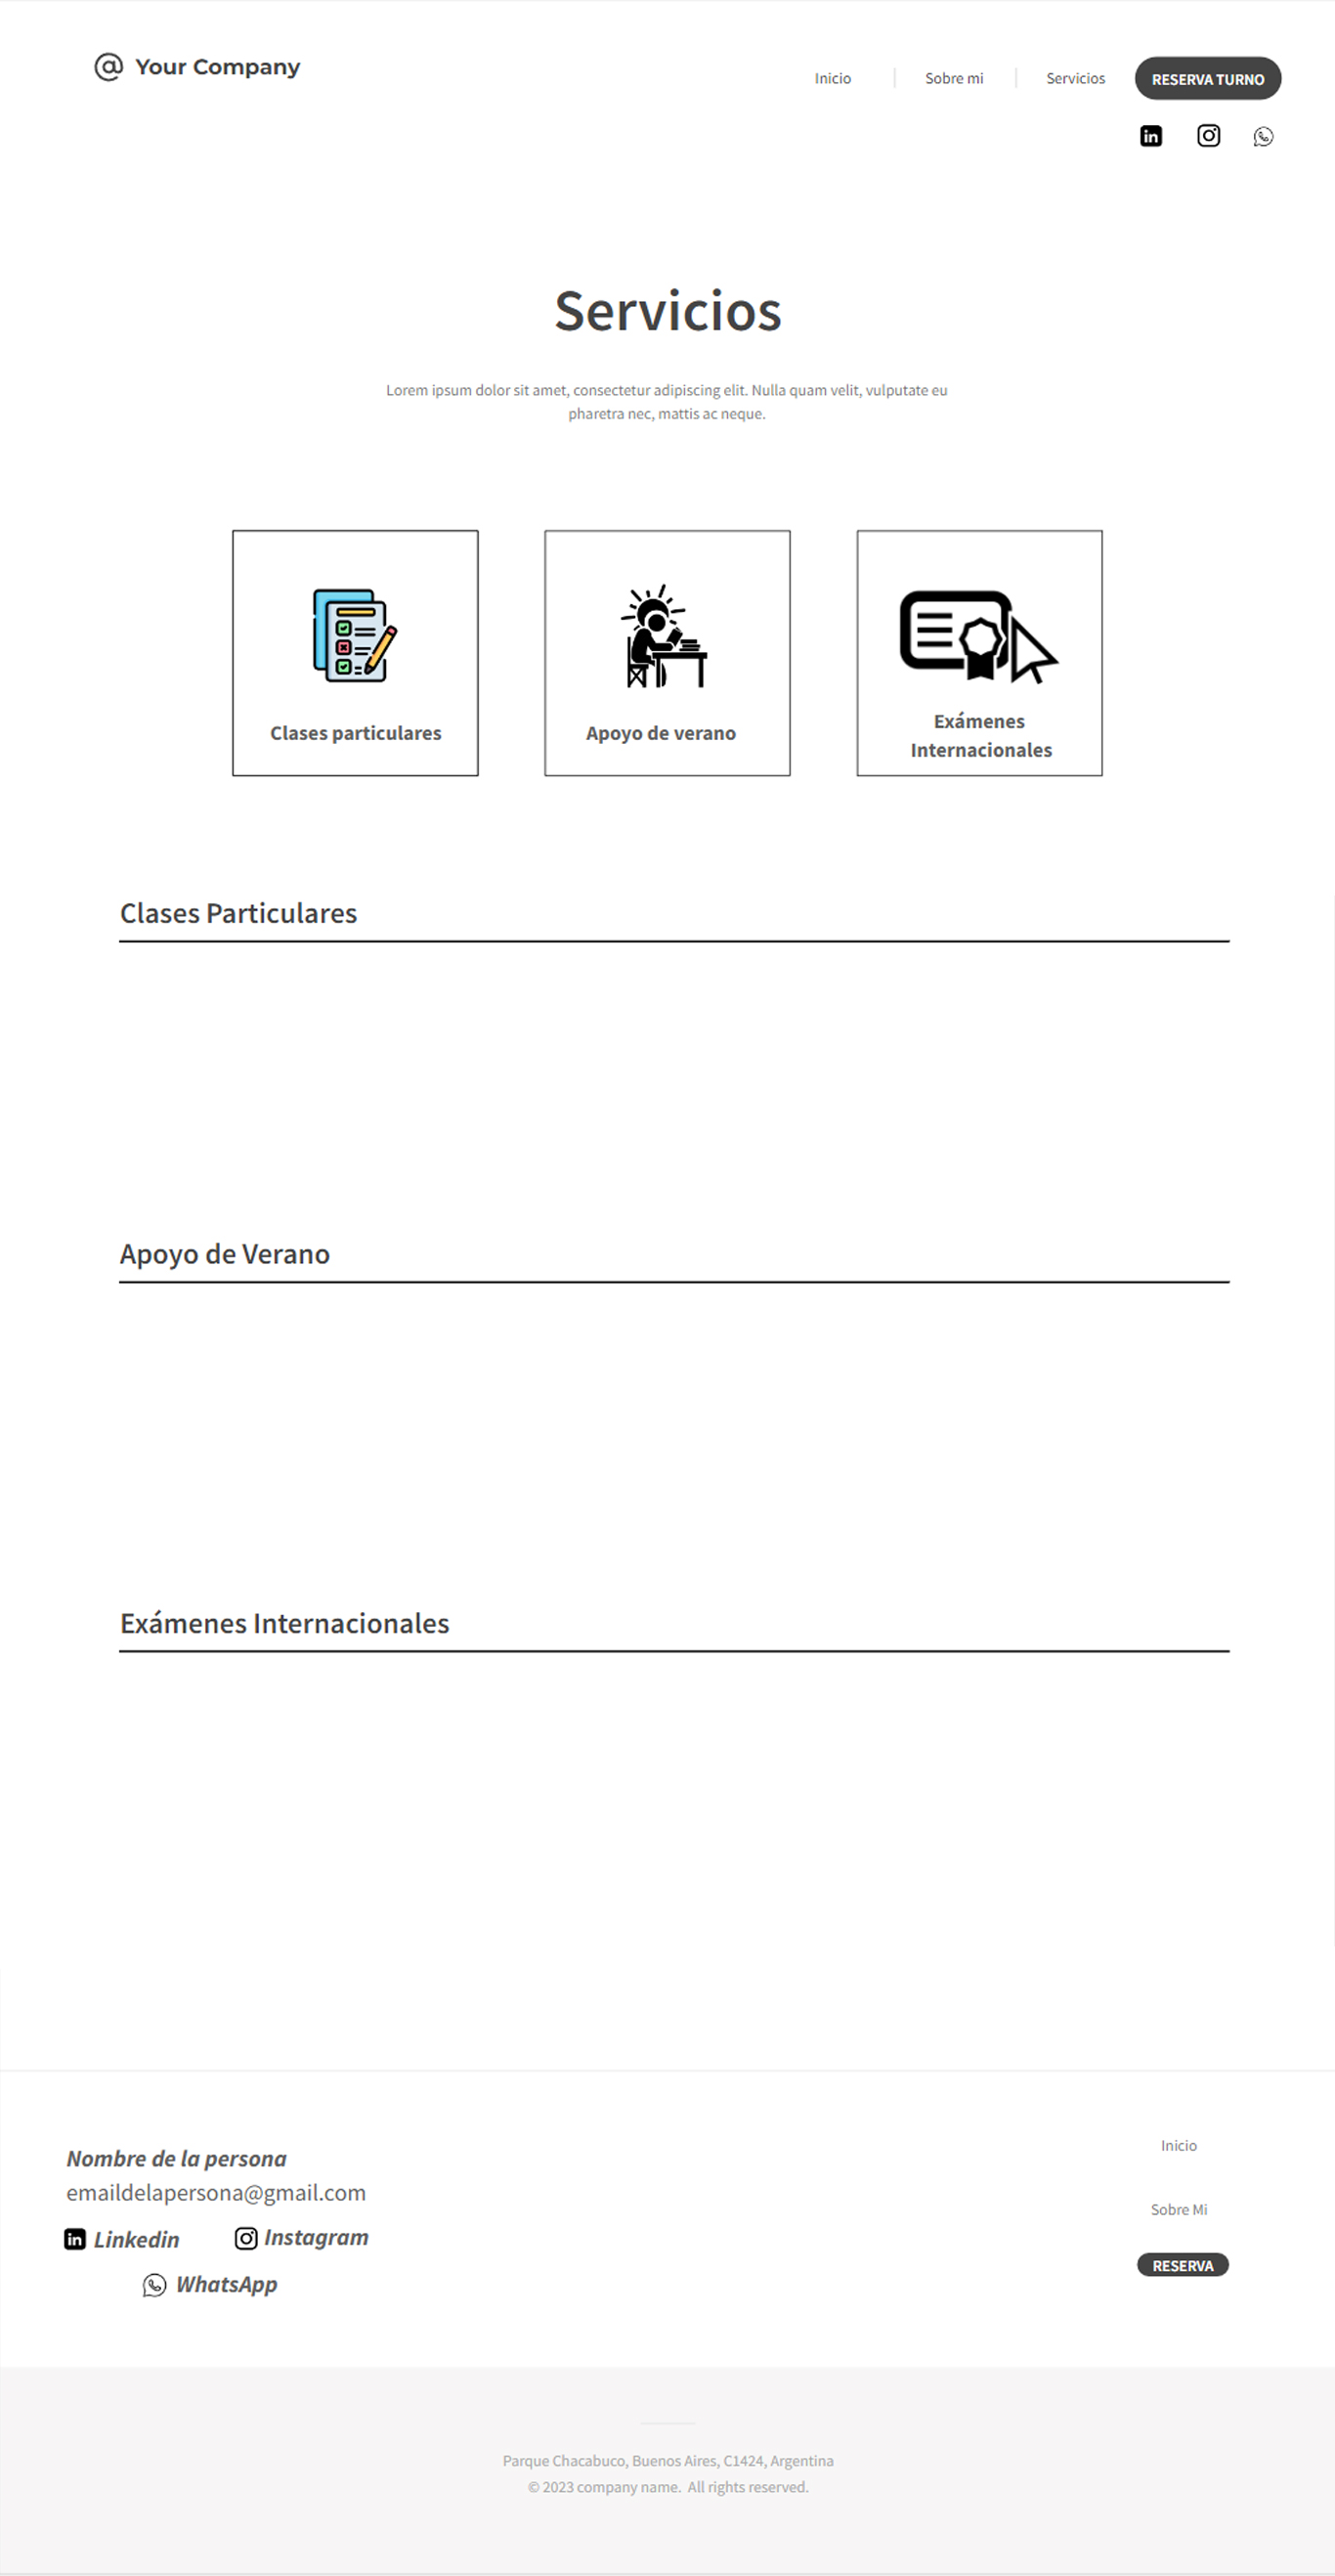 @ Your Company
Inicio
Sobre mi
Servicios
RESERVA TURNO
in
Servicios
Lorem ipsum dolor sit amet, consectetur adipiscing elit. Nulla quam velit, vulputate eu
pharetra nec, mattis ac neque.
Clases particulares
Apoyo de verano
Exámenes
Internacionales
Clases Particulares
Apoyo de Verano
Exámenes Internacionales
Nombre de la persona
emaildelapersona@gmail.com
in Linkedin
Instagram
WhatsApp
Inicio
Sobre Mi
RESERVA
Parque Chacabuco, Buenos Aires, C1424, Argentina
© 2023 company name. All rights reserved.